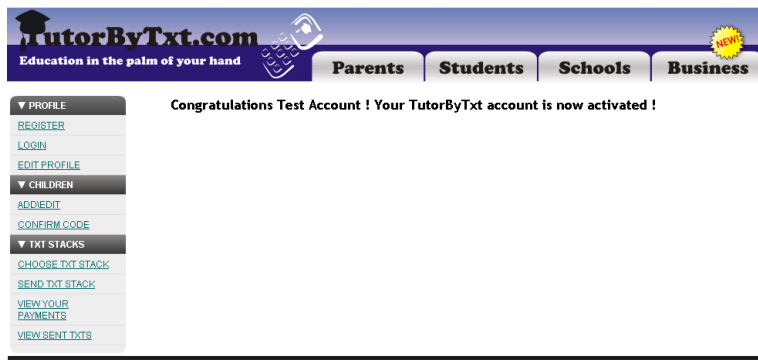 TutorByTxt.com
Education in the palm of your hand
NEW!
Parents Students Schools Business
▼ PROFILE
REGISTER
LOGIN
EDIT PROFILE
▼ CHILDREN
ADD\EDIT
CONFIRM CODE
▼ TXT STACKS
CHOOSE TXT STACK
SEND TXT STACK
VIEW YOUR
PAYMENTS
VIEW SENT TXTS
Congratulations Test Account ! Your TutorByTxt account is now activated !